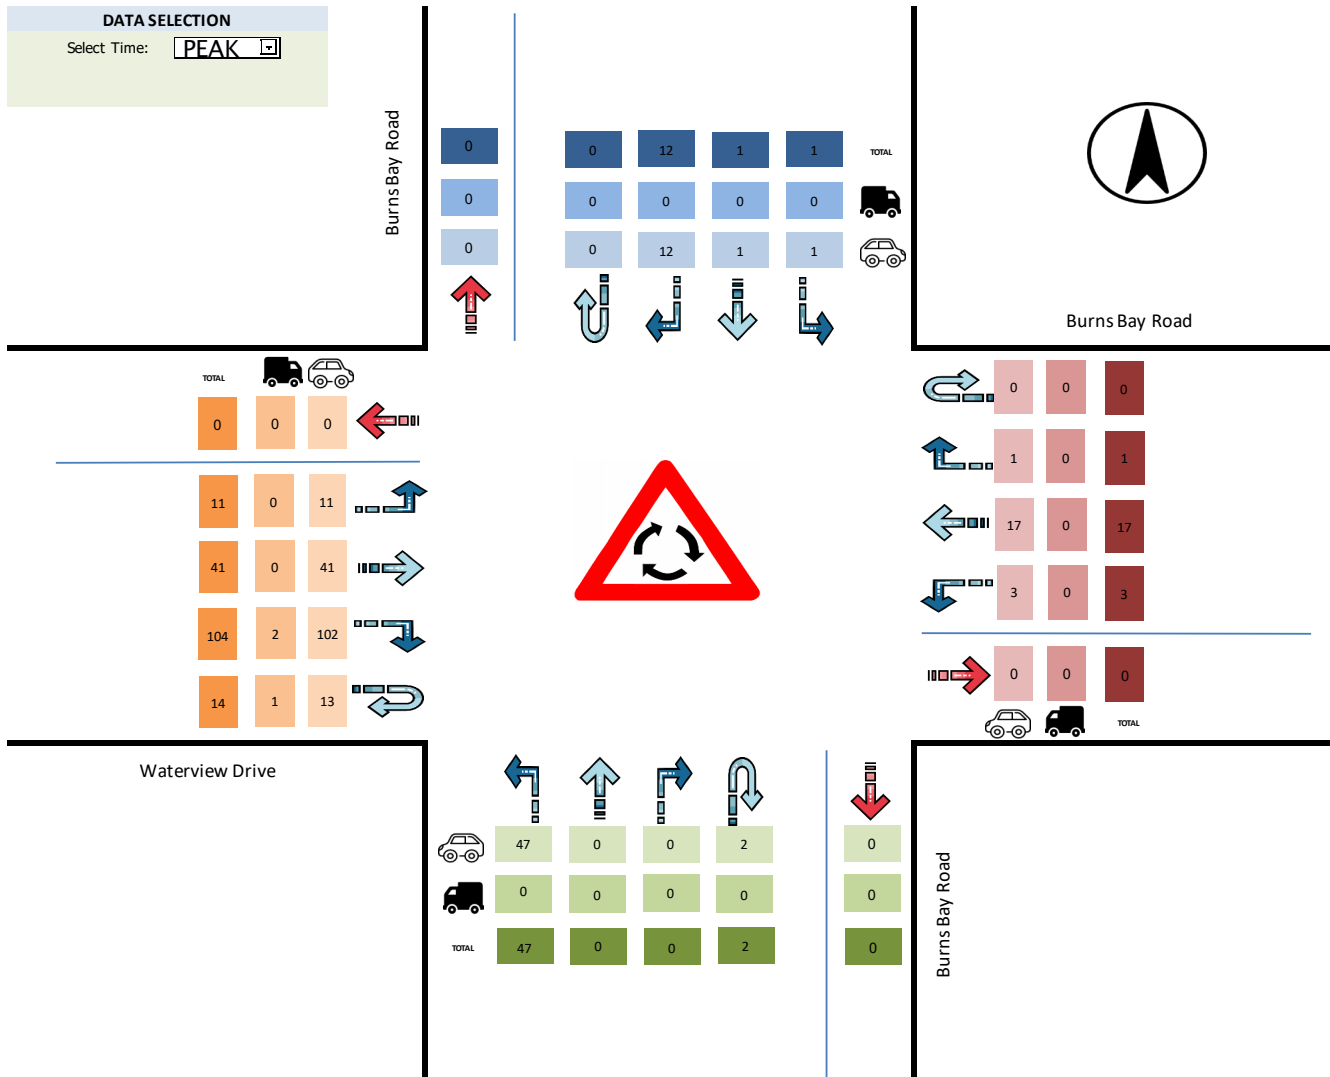 DATA SELECTION
Select Time: PEAK
Burns Bay Road
0 0 12 1 1 TOTAL
0 0 0 0 0
0 0 12 1 1
Burns Bay Road
TOTAL
0 0 0
11 0 11
41 0 41
104 2 102
14 1 13
0 0 0
1 0 1
17 0 17
3 0 3
0 0 0
TOTAL
Waterview Drive
47 0 0 2 0
0 0 0 0 0
TOTAL 47 0 0 2 0
Burns Bay Road